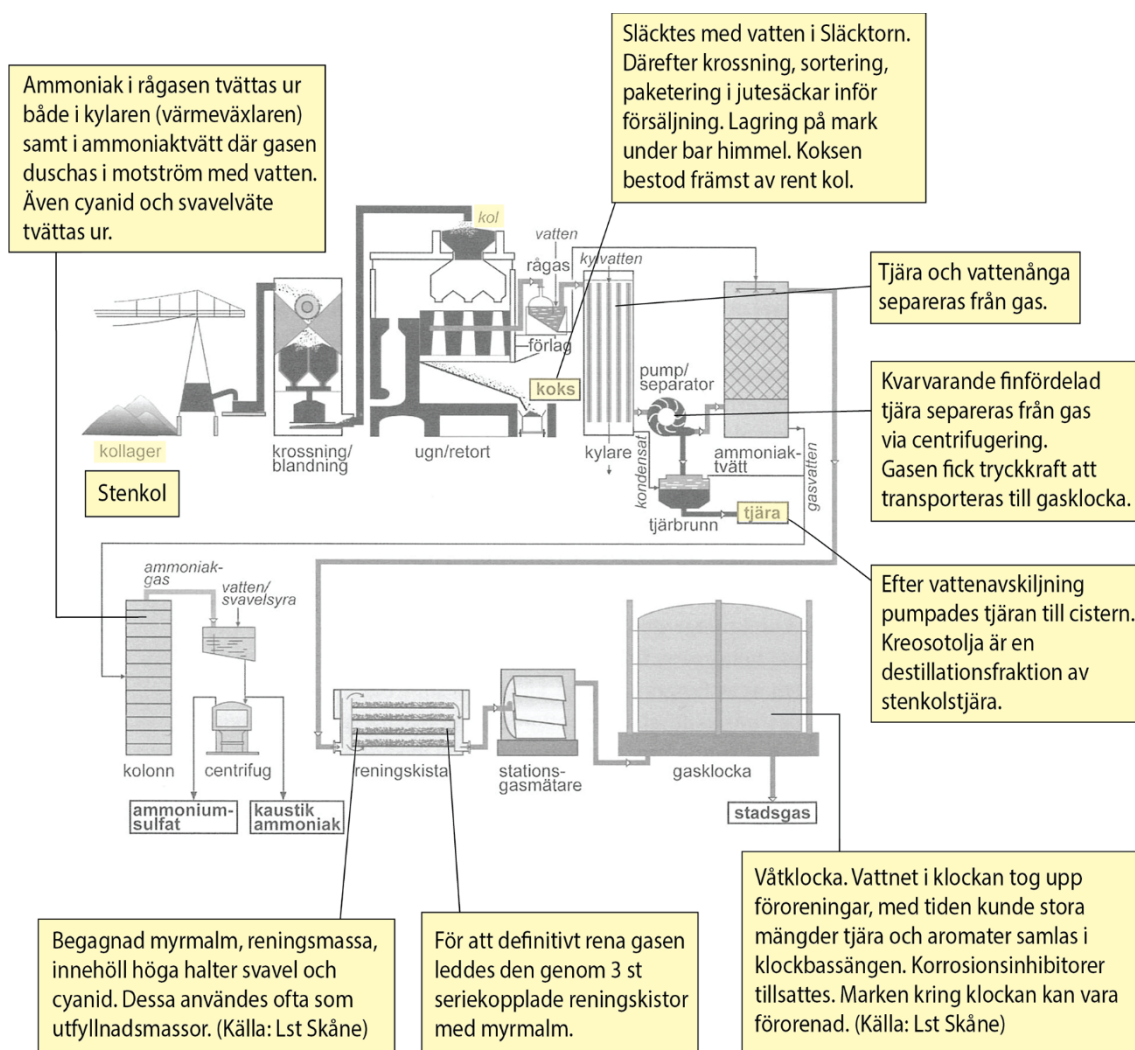 Ammoniak i rågasen tvättas ur
både i kylaren (värmeväxlaren)
samt i ammoniaktvätt där gasen
duschas i motström med vatten.
Även cyanid och svavelväte
tvättas ur.
Släcktes med vatten i Släcktorn.
Därefter krossning, sortering,
paketering i jutesäckar inför
försäljning. Lagring på mark
under bar himmel. Koksen
bestod främst av rent kol.
Tjära och vattenånga
separeras från gas.
Kvarvarande finfördelad
tjära separeras från gas
via centrifugering.
Gasen fick tryckkraft att
transporteras till gasklocka.
kol
vatten
rågas
kylvatten
förlag
koks
pump/
separator
kollager
krossning/
blandning
ugn/retort
kylare
kondensat
ammoniak-
tvätt
gasvatten
tjärbrunn
tjära
Stenkol
Efter vattenavskiljning
pumpades tjäran till cistern.
Kreosotolja är en
destillationsfraktion av
stenkolstjära.
ammoniak-
gas
vatten/
svavelsyra
kolonn
centrifug
reningskista
stations-
gasmätare
gasklocka
ammonium-
sulfat
kaustik
ammoniak
stadsgas
Begagnad myrmalm, reningsmassa,
innehöll höga halter svavel och
cyanid. Dessa användes ofta som
utfyllnadsmassor. (Källa: Lst Skåne)
För att definitivt rena gasen
leddes den genom 3 st
seriekopplade reningskistor
med myrmalm.
Våtklocka. Vattnet i klockan tog upp
föroreningar, med tiden kunde stora
mängder tjära och aromater samlas i
klockbassängen. Korrosionsinhibitorer
tillsattes. Marken kring klockan kan vara
förorenad. (Källa: Lst Skåne)